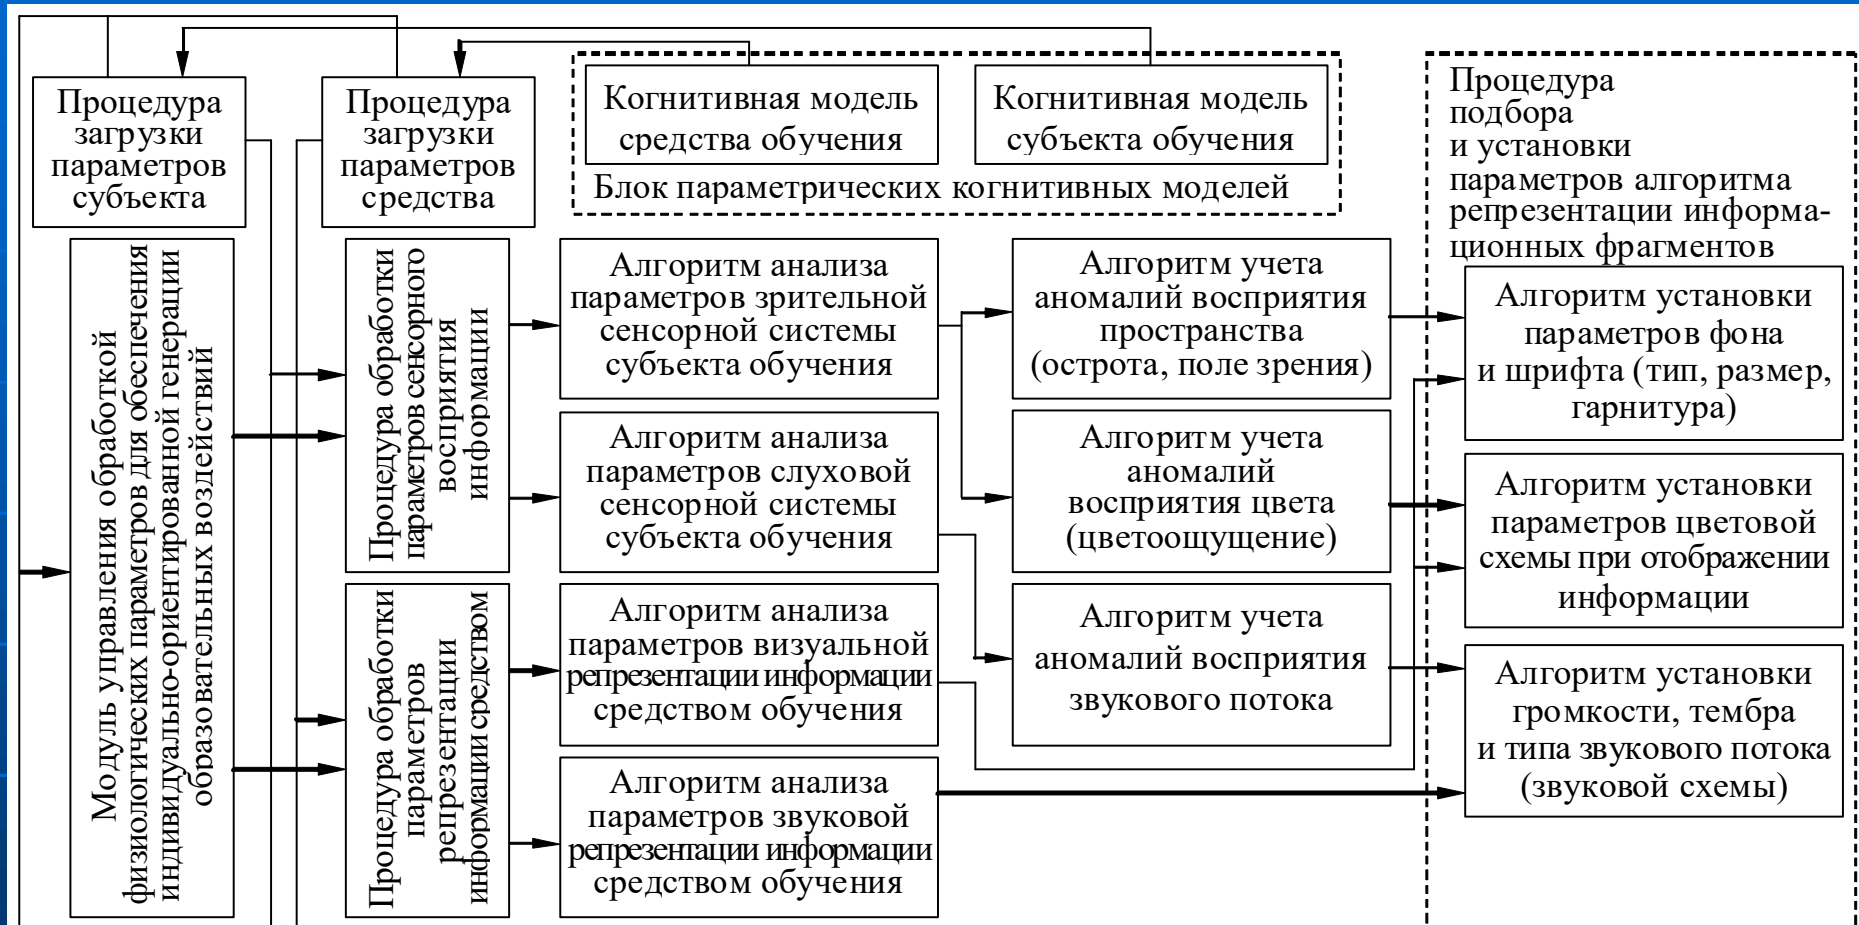 Процедура
загрузки
параметров
субъекта
Процедура
загрузки
параметров
средства
Когнитивная модель
средства обучения
Когнитивная модель
субъекта обучения
Блок параметрических когнитивных моделей
Процедура
подбора
и установки
параметров алгоритма
репрезентации информа-
ционных фрагментов
Модуль управления обработкой
физиологических параметров для обеспечения
индивидуально-ориентированной генерации
образовательных воздействий
Процедура обработки
параметров сенсорного
восприятия
информации
Алгоритм анализа
параметров зрительной
сенсорной системы
субъекта обучения
Алгоритм учета
аномалий восприятия
пространства
(острота, поле зрения)
Алгоритм установки
параметров фона
и шрифта (тип, размер,
гарнитура)
Алгоритм анализа
параметров слуховой
сенсорной системы
субъекта обучения
Алгоритм учета
аномалий
восприятия цвета
(цветоощущение)
Алгоритм установки
параметров цветовой
схемы при отображении
информации
Процедура обработки
параметров
репрезентации
информации средством
Алгоритм анализа
параметров визуальной
репрезентации информации
средством обучения
Алгоритм учета
аномалий восприятия
звукового потока
Алгоритм установки
громкости, тембра
и типа звукового потока
(звуковой схемы)
Алгоритм анализа
параметров звуковой
репрезентации информации
средством обучения